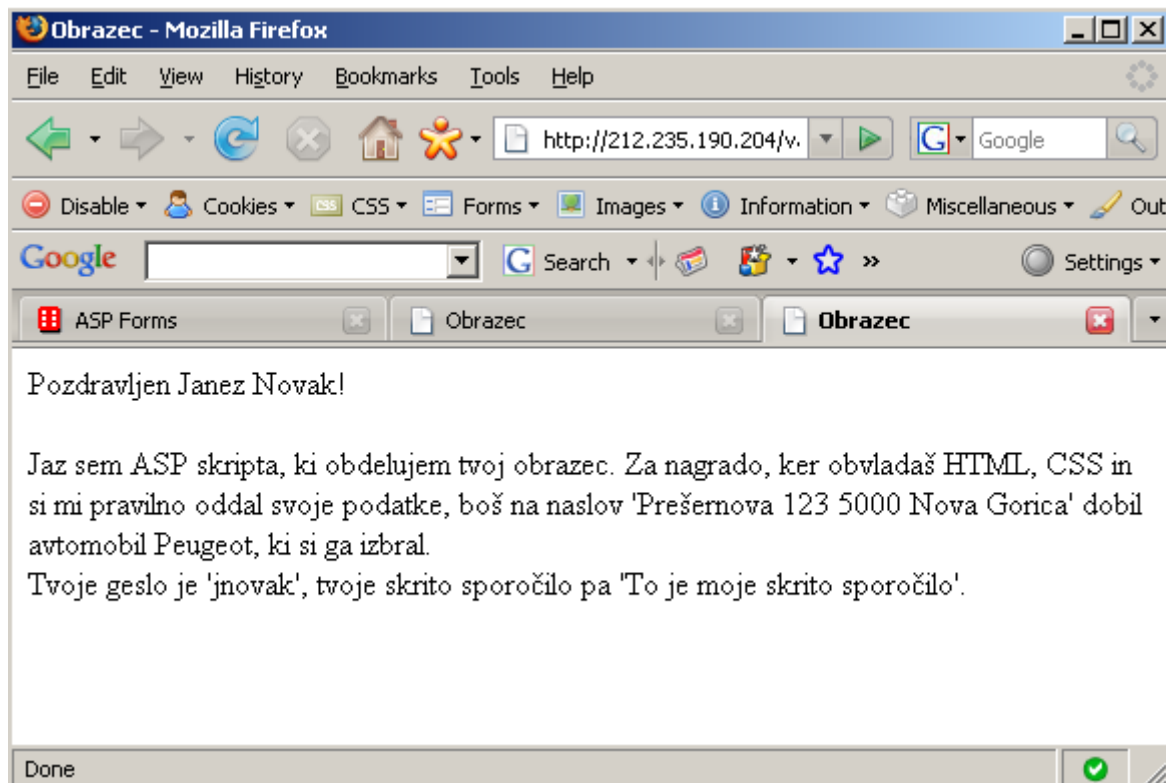 Obrazec - Mozilla Firefox
File Edit View History Bookmarks Tools Help
http://212.235.190.204/v. G Google
Disable Cookies CSS CSS Forms Images Information Miscellaneous Out
Google G Search » Settings
ASP Forms Obrazec Obrazec
Pozdravljen Janez Novak!
Jaz sem ASP skripta, ki obdelujem tvoj obrazec. Za nagrado, ker obvladaš HTML, CSS in
si mi pravilno oddal svoje podatke, boš na naslov 'Prešernova 123 5000 Nova Gorica' dobil
avtomobil Peugeot, ki si ga izbral.
Tvoje geslo je 'jnovak', tvoje skrito sporočilo pa 'To je moje skrito sporočilo'.
Done